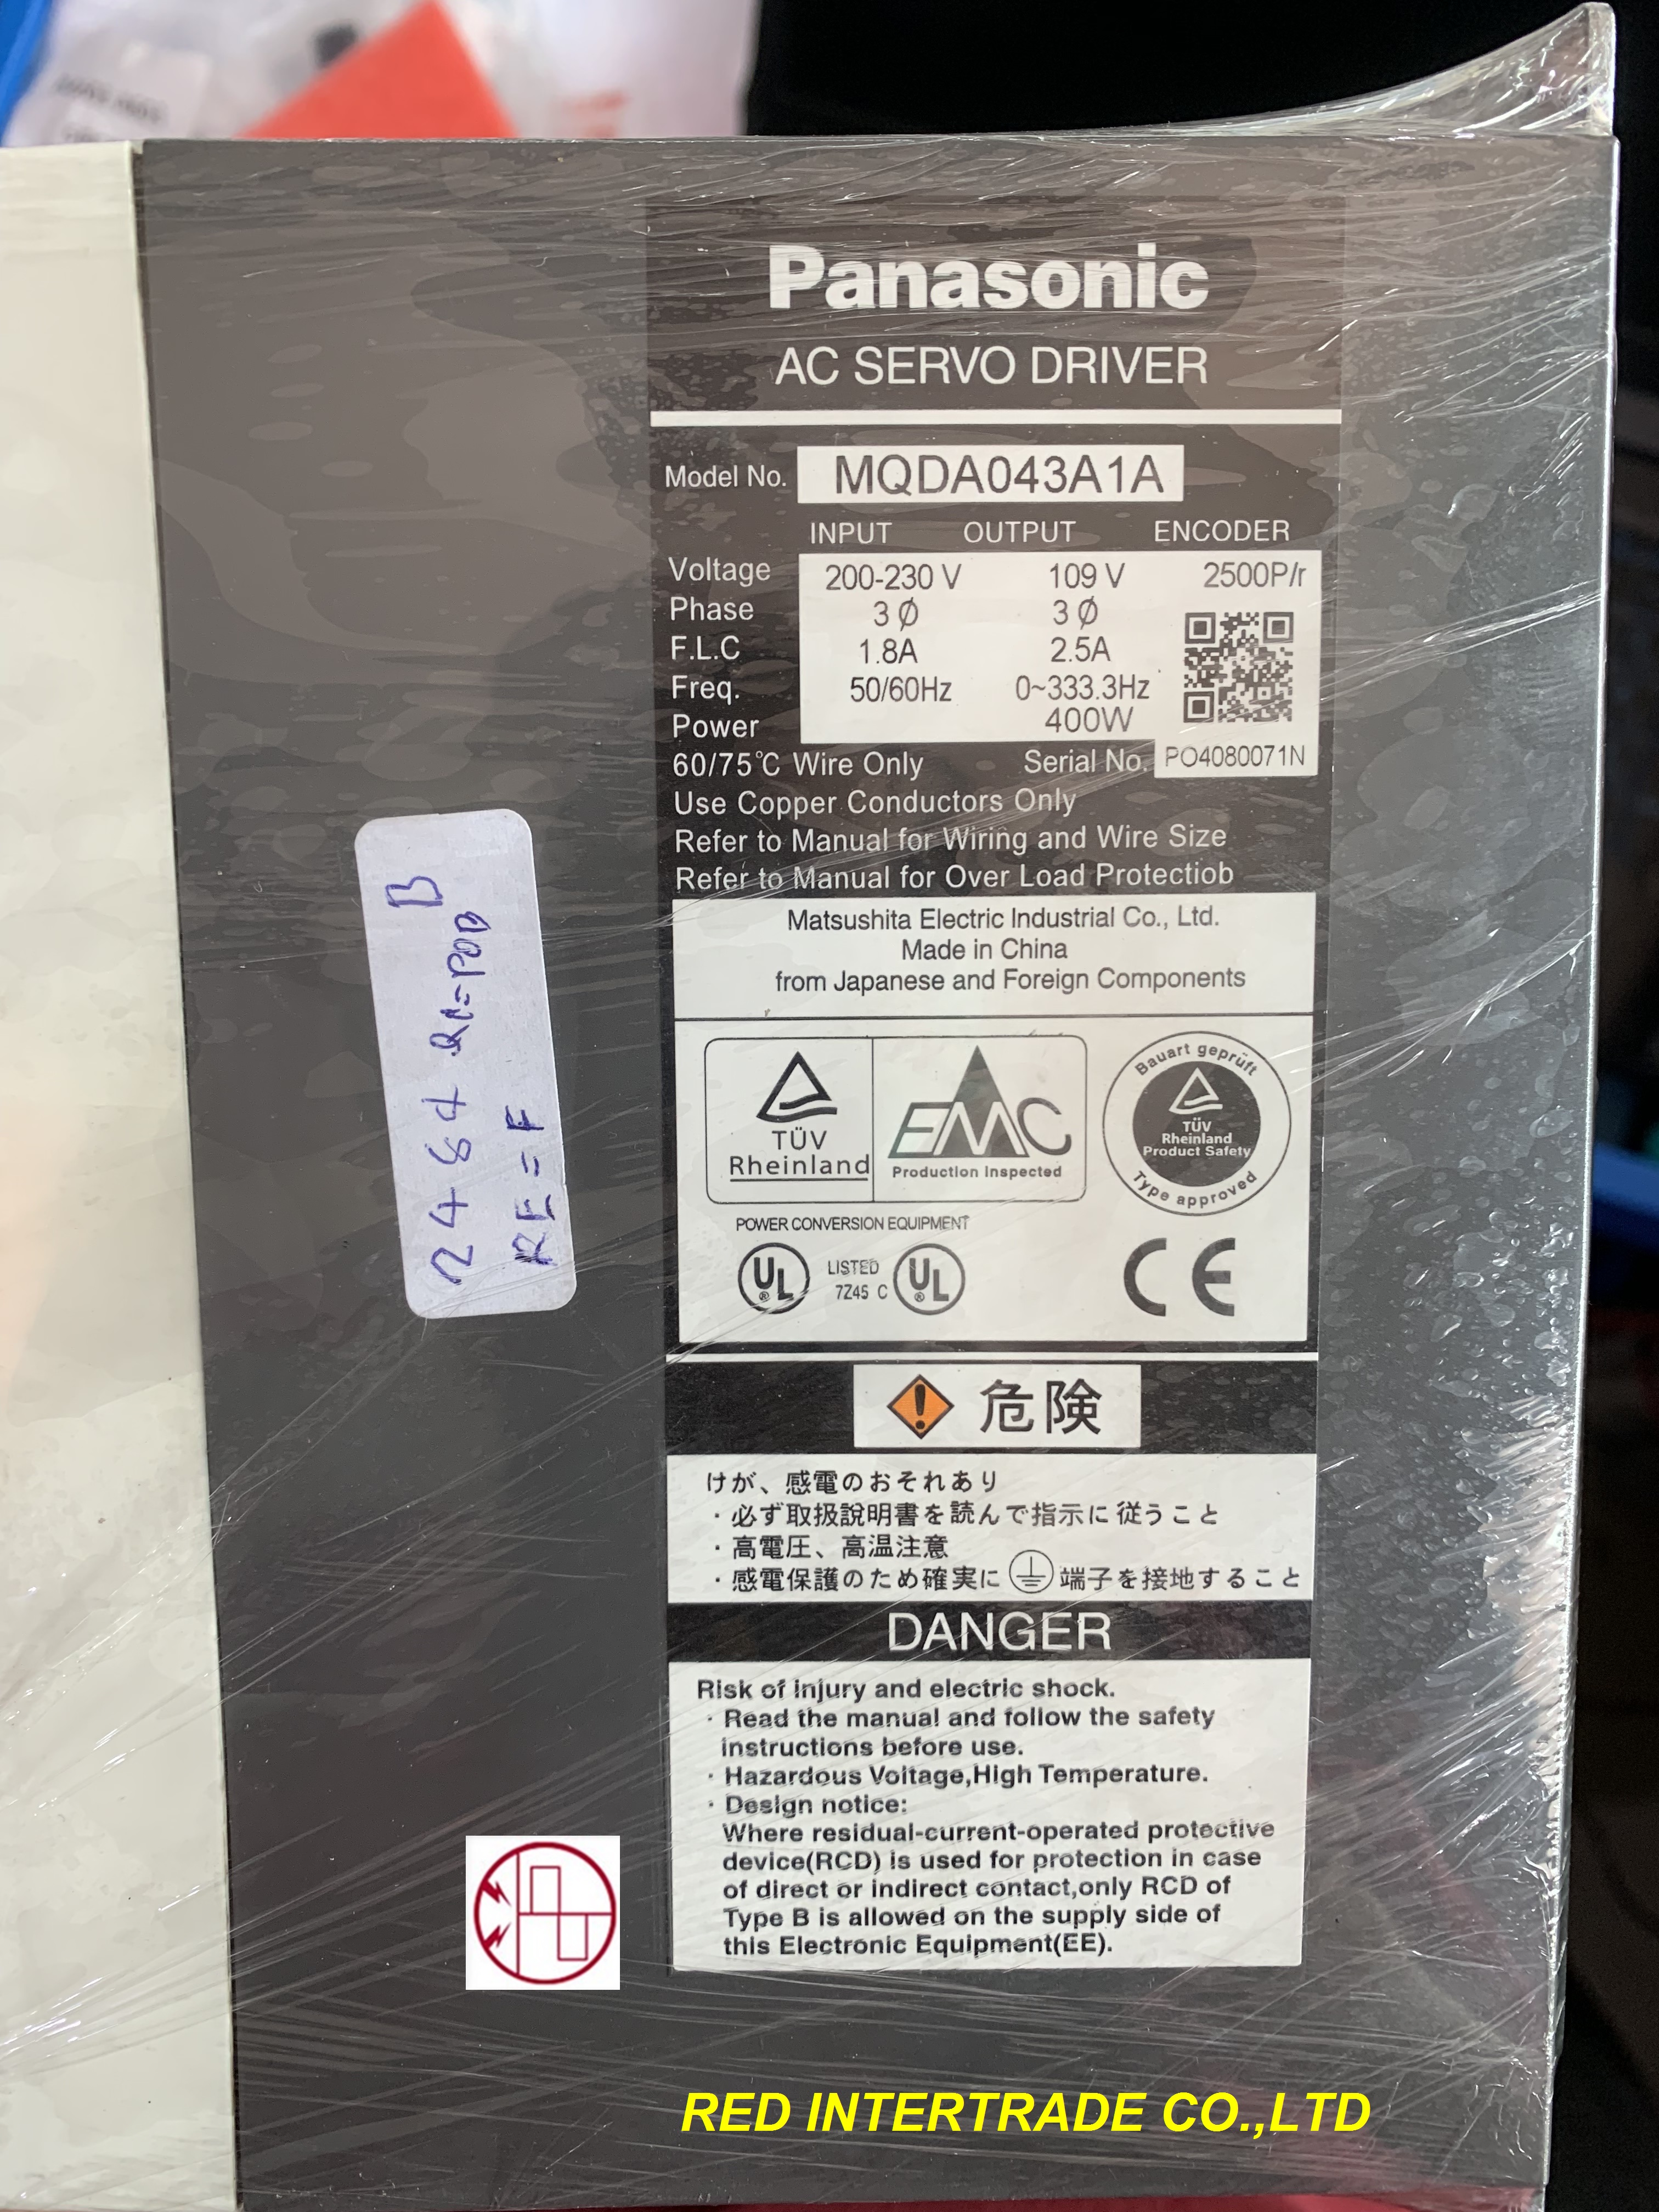 Panasonic
AC SERVO DRIVER
Model No. MQDA043A1A
INPUT OUTPUT ENCODER
Voltage 200-230 V 109 V 2500P/r
Phase 3 Ø 3 Ø
F.L.C 1.8A 2.5A
Freq. 50/60Hz 0~333.3Hz
Power 400W
60/75℃ Wire Only Serial No. PO4080071N
Use Copper Conductors Only
Refer to Manual for Wiring and Wire Size
Refer to Manual for Over Load Protectiob
Matsushita Electric Industrial Co., Ltd.
Made in China
from Japanese and Foreign Components
TÜV
Rheinland
EMC
Production Inspected
Bauart geprüft
TÜV
Rheinland
Product Safety
Type approved
POWER CONVERSION EQUIPMENT
UL ® LISTED UL ®
7Z45 C
CE
危険
けが、感電のおそれあり
・必ず取扱説明書を読んで指示に従うこと
・高電圧、高温注意
・感電保護のため確実に 端子を接地すること
DANGER
Risk of injury and electric shock.
· Read the manual and follow the safety
instructions before use.
· Hazardous Voltage,High Temperature.
· Design notice:
Where residual-current-operated protective
device(RCD) is used for protection in case
of direct or indirect contact,only RCD of
Type B is allowed on the supply side of
this Electronic Equipment(EE).
B
RE=F
RED INTERTRADE CO.,LTD